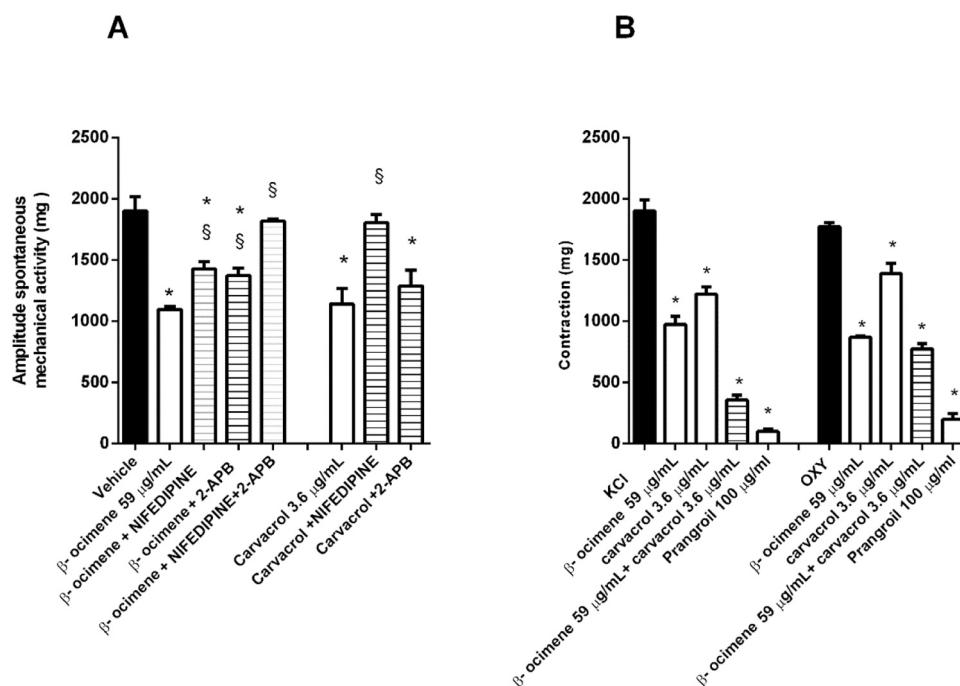 A
Amplitude spontaneous
mechanical activity (mg )
2500
2000
1500
1000
500
0
*
*
§
*
§
§
*
§
*
Vehicle
β- ocimene 59 μg/mL
β- ocimene + NIFEDIPINE
β- ocimene + 2-APB
β- ocimene + NIFEDIPINE+2-APB
Carvacrol 3.6 μg/mL
Carvacrol +NIFEDIPINE
Carvacrol +2-APB
B
Contraction (mg)
2500
2000
1500
1000
500
0
*
*
*
*
*
*
*
*
KCl
β- ocimene 59 μg/mL
carvacrol 3.6 μg/mL
β- ocimene 59 μg/mL+ carvacrol 3.6 μg/mL
Prangroil 100 μg/ml
OXY
β- ocimene 59 μg/mL
carvacrol 3.6 μg/mL
β- ocimene 59 μg/mL+ carvacrol 3.6 μg/mL
Prangroil 100 μg/ml